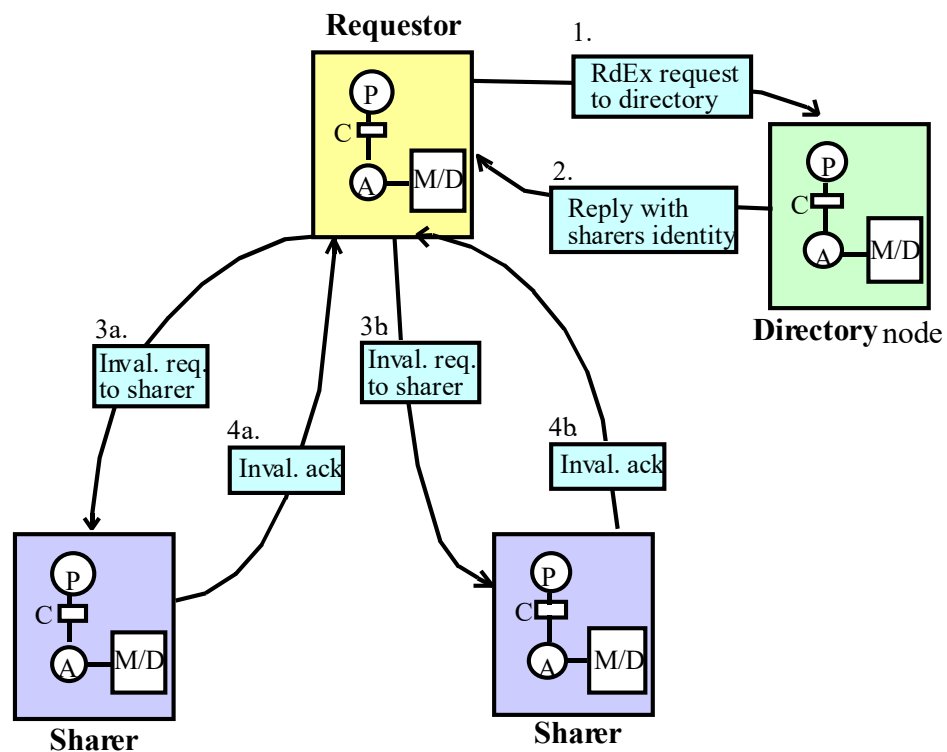 Requestor
1.
RdEx request
to directory
P
C
A
M/D
2.
Reply with
sharers identity
P
C
A
M/D
Directory node
3a.
Inval. req.
to sharer
3b.
Inval. req.
to sharer
4a.
Inval. ack
4b.
Inval. ack
P
C
A
M/D
Sharer
P
C
A
M/D
Sharer